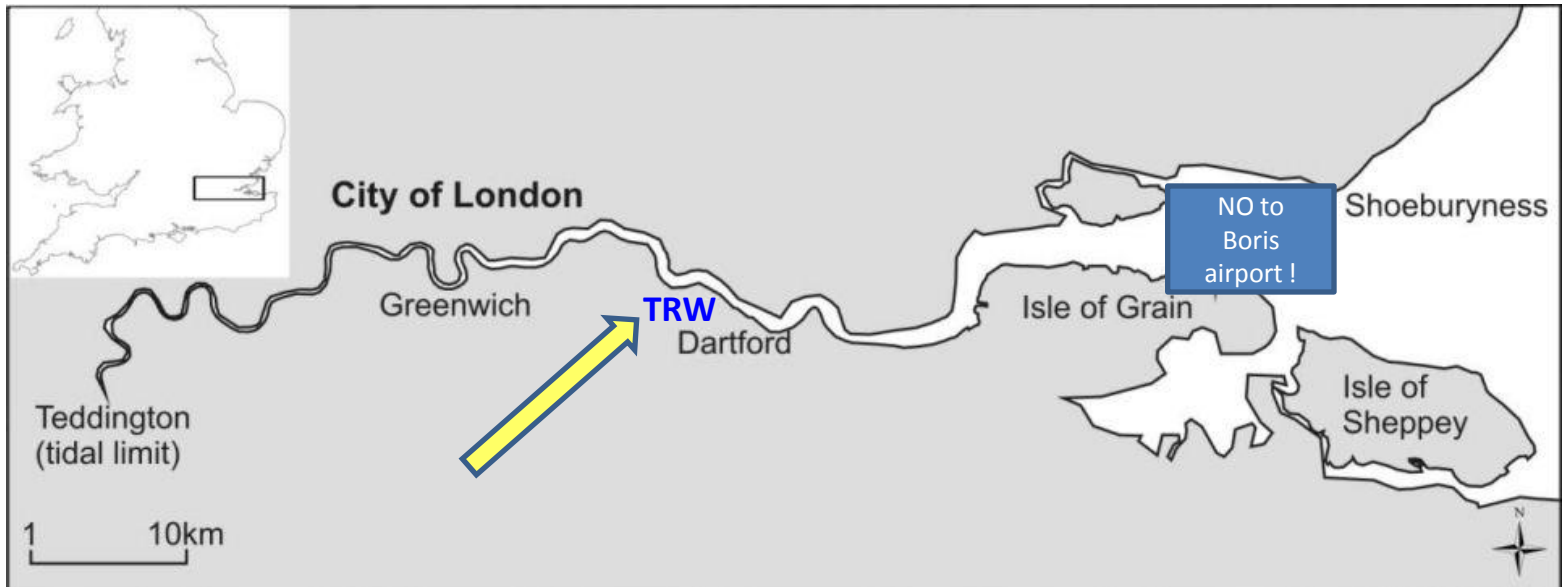 City of London
Shoeburyness
NO to
Boris
airport !
Greenwich
TRW
Dartford
Isle of Grain
Teddington
(tidal limit)
Isle of
Sheppey
1 10km
N